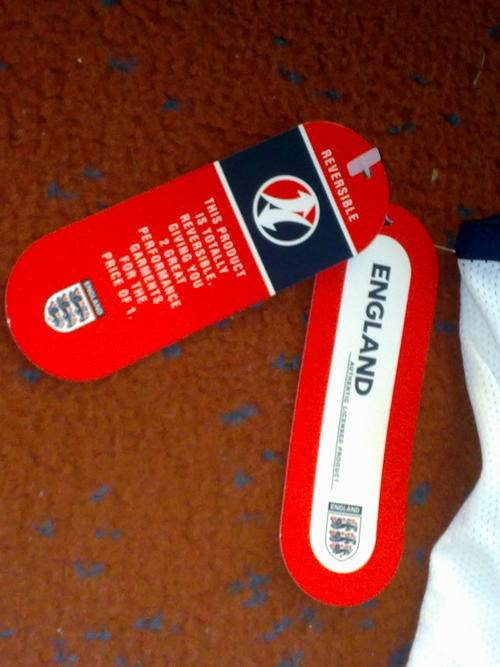 REVERSIBLE
THIS PRODUCT
IS TOTALLY
REVERSIBLE,
GIVING YOU
2 GREAT
PERFORMANCE
GARMENTS
FOR THE
PRICE OF 1.
ENGLAND
ENGLAND
AUTHENTIC LICENSED PRODUCT
ENGLAND